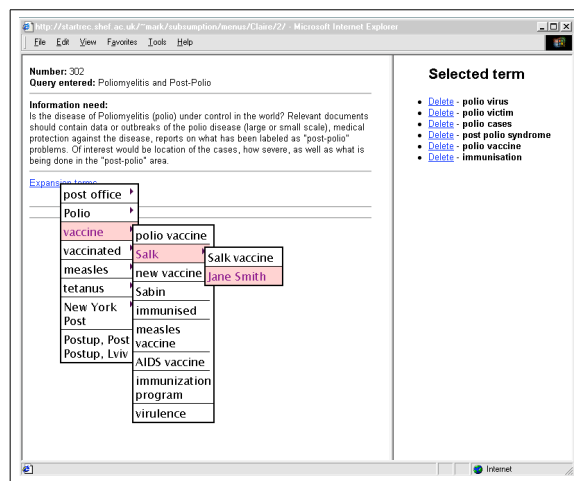 http://startrec.shef.ac.uk/~mark/subsumption/menus/Claire/2/ - Microsoft Internet Explorer
File Edit View Favorites Tools Help
Number: 302
Query entered: Poliomyelitis and Post-Polio
Information need:
Is the disease of Poliomyelitis (polio) under control in the world? Relevant documents
should contain data or outbreaks of the polio disease (large or small scale), medical
protection against the disease, reports on what has been labeled as "post-polio"
problems. Of interest would be location of the cases, how severe, as well as what is
being done in the "post-polio" area.
Expansion terms
post office
Polio
vaccine
vaccinated
measles
tetanus
New York
Post
Postup, Post
Postup, Lviv
polio vaccine
Salk
new vaccine
Sabin
immunised
measles
vaccine
AIDS vaccine
immunization
program
virulence
Salk vaccine
Jane Smith
Selected term
Delete - polio virus
Delete - polio victim
Delete - polio cases
Delete - post polio syndrome
Delete - polio vaccine
Delete - immunisation
Internet